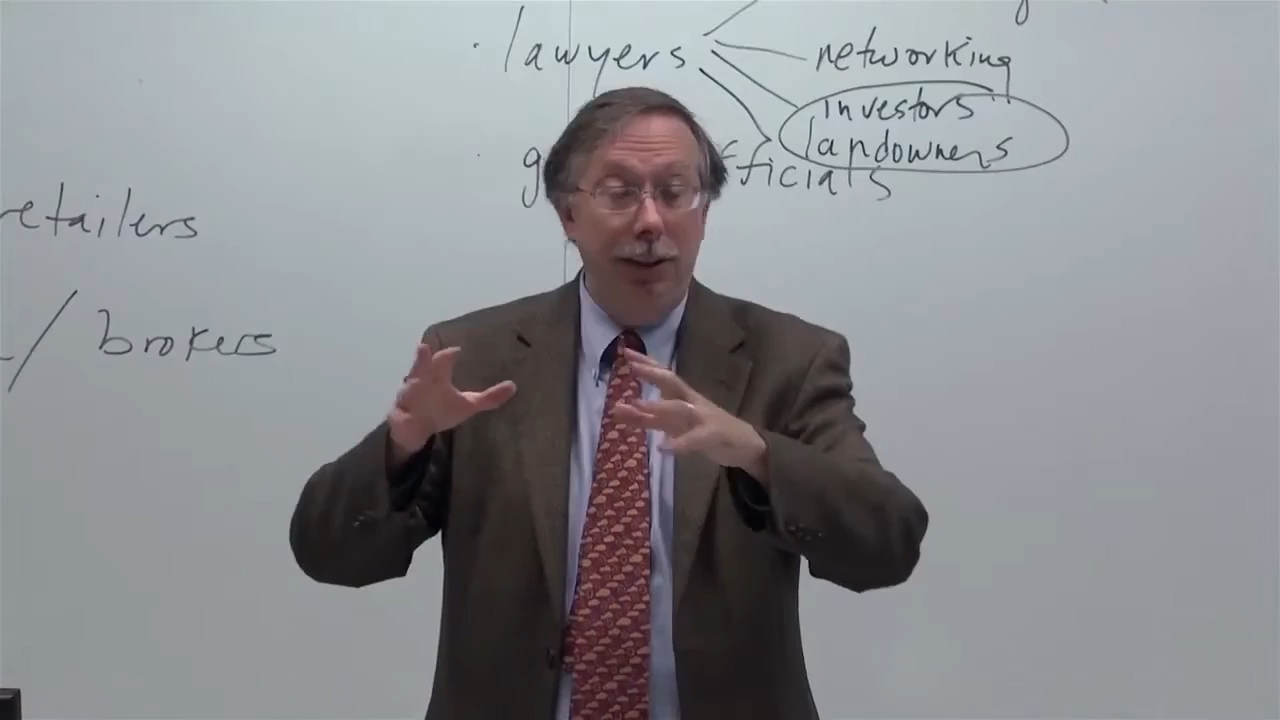 lawyers
networking
investors
landowners
retailers
/ brokers